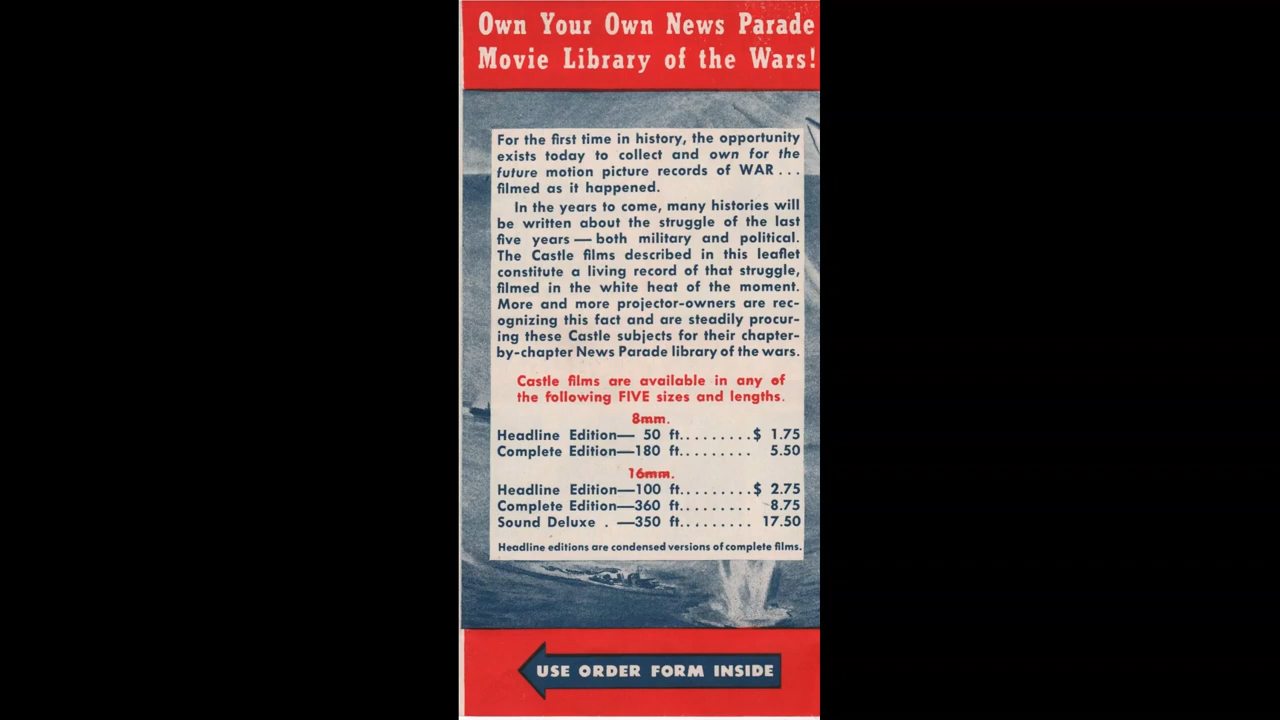 Own Your Own News Parade
Movie Library of the Wars!
For the first time in history, the opportunity
exists today to collect and own for the
future motion picture records of WAR . . .
filmed as it happened.
In the years to come, many histories will
be written about the struggle of the last
five years — both military and political.
The Castle films described in this leaflet
constitute a living record of that struggle,
filmed in the white heat of the moment.
More and more projector-owners are rec-
ognizing this fact and are steadily procur-
ing these Castle subjects for their chapter-
by-chapter News Parade library of the wars.
Castle films are available in any of
the following FIVE sizes and lengths.
8mm.
Headline Edition— 50 ft..........$ 1.75
Complete Edition—180 ft.......... 5.50
16mm.
Headline Edition—100 ft..........$ 2.75
Complete Edition—360 ft.......... 8.75
Sound Deluxe . —350 ft.......... 17.50
Headline editions are condensed versions of complete films.
USE ORDER FORM INSIDE